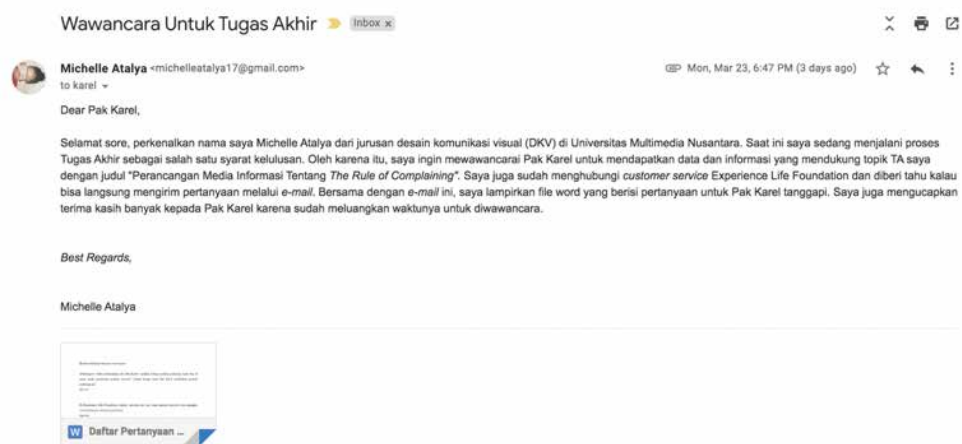 Wawancara Untuk Tugas Akhir Inbox x
Michelle Atalya <michelleatalya17@gmail.com> Mon, Mar 23, 6:47 PM (3 days ago)
to karel
Dear Pak Karel,
Selamat sore, perkenalkan nama saya Michelle Atalya dari jurusan desain komunikasi visual (DKV) di Universitas Multimedia Nusantara. Saat ini saya sedang menjalani proses
Tugas Akhir sebagai salah satu syarat kelulusan. Oleh karena itu, saya ingin mewawancarai Pak Karel untuk mendapatkan data dan informasi yang mendukung topik TA saya
dengan judul "Perancangan Media Informasi Tentang The Rule of Complaining". Saya juga sudah menghubungi customer service Experience Life Foundation dan diberi tahu kalau
bisa langsung mengirim pertanyaan melalui e-mail. Bersama dengan e-mail ini, saya lampirkan file word yang berisi pertanyaan untuk Pak Karel tanggapi. Saya juga mengucapkan
terima kasih banyak kepada Pak Karel karena sudah meluangkan waktunya untuk diwawancara.
Best Regards,
Michelle Atalya
W Daftar Pertanyaan ...